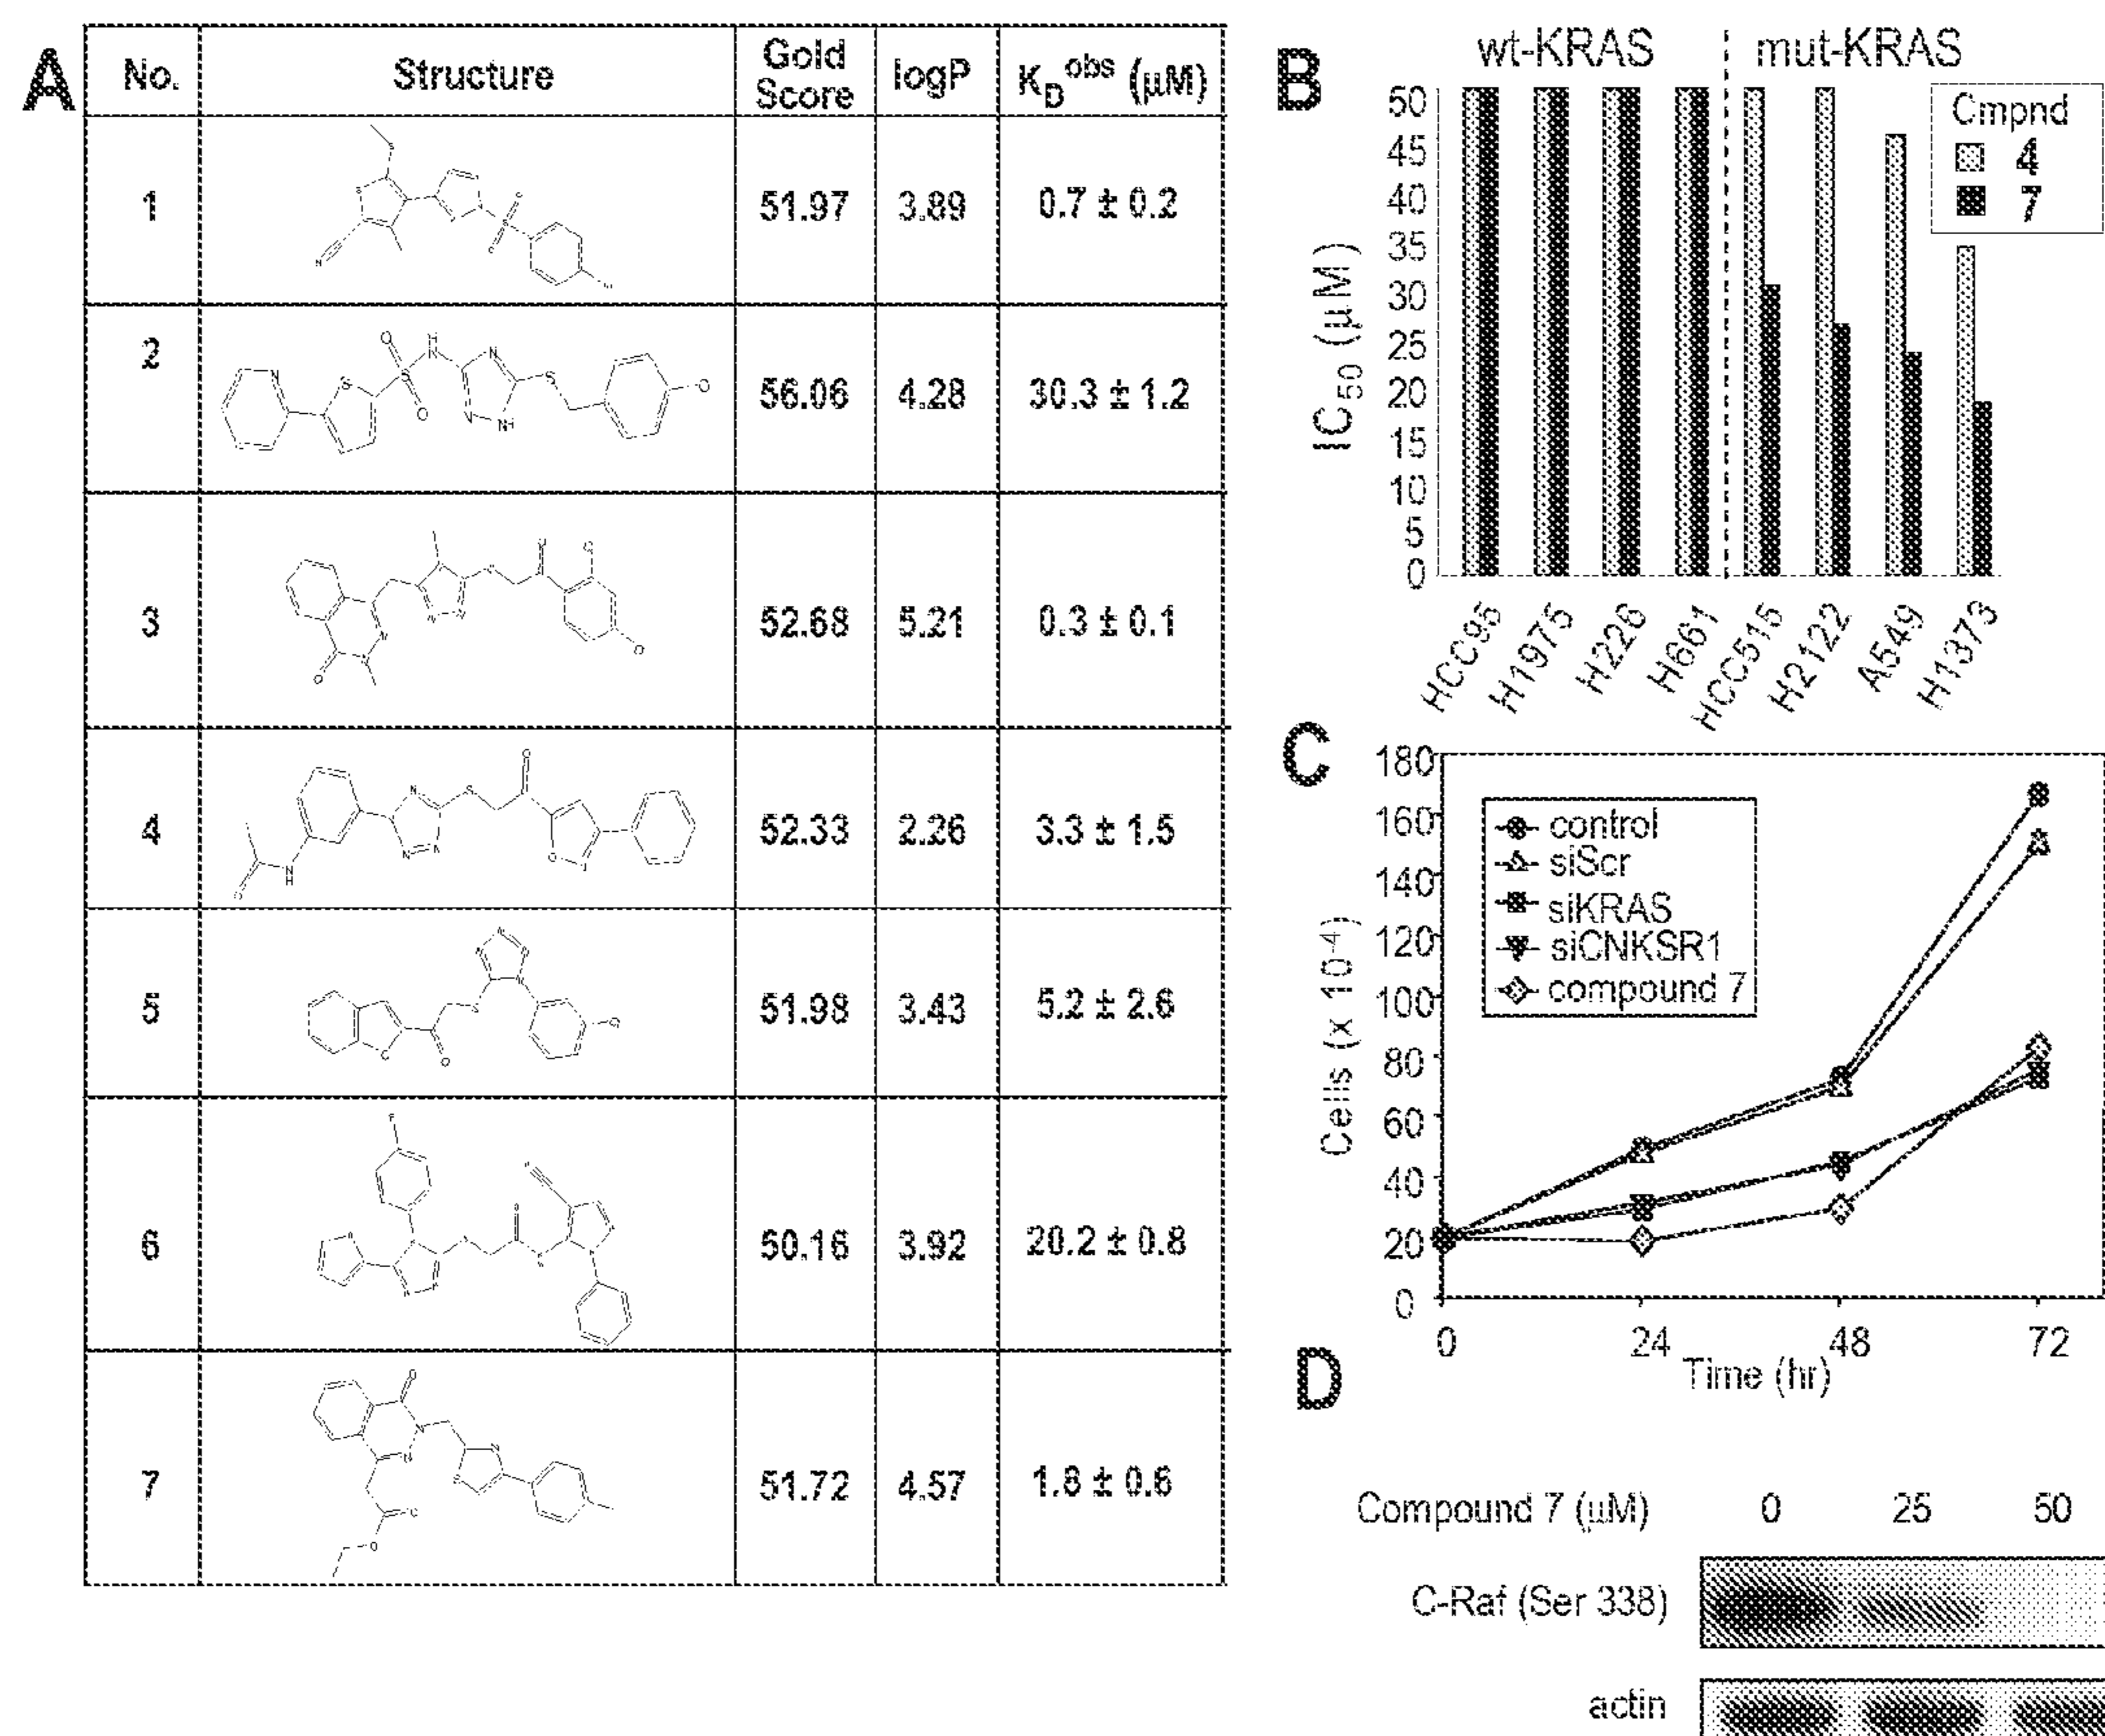 A
No. Structure Gold Score logP KD obs (µM)
1 51.97 3.89 0.7 ± 0.2
2 56.06 4.28 30.3 ± 1.2
3 52.68 5.21 0.3 ± 0.1
4 52.33 2.26 3.3 ± 1.5
5 51.98 3.43 5.2 ± 2.6
6 50.16 3.92 20.2 ± 0.8
7 51.72 4.57 1.8 ± 0.6
B
wt-KRAS mut-KRAS
Cmpnd
4
7
IC50 (µM)
50
45
40
35
30
25
20
15
10
5
0
HCC95 H1975 H226 H661 HCC515 H2122 A549 H1373
C
control
siScr
siKRAS
siCNKSR1
compound 7
Cells (x 10-4)
180
160
140
120
100
80
60
40
20
0
0 24 48 72
Time (hr)
D
Compound 7 (µM) 0 25 50
C-Raf (Ser 338)
actin